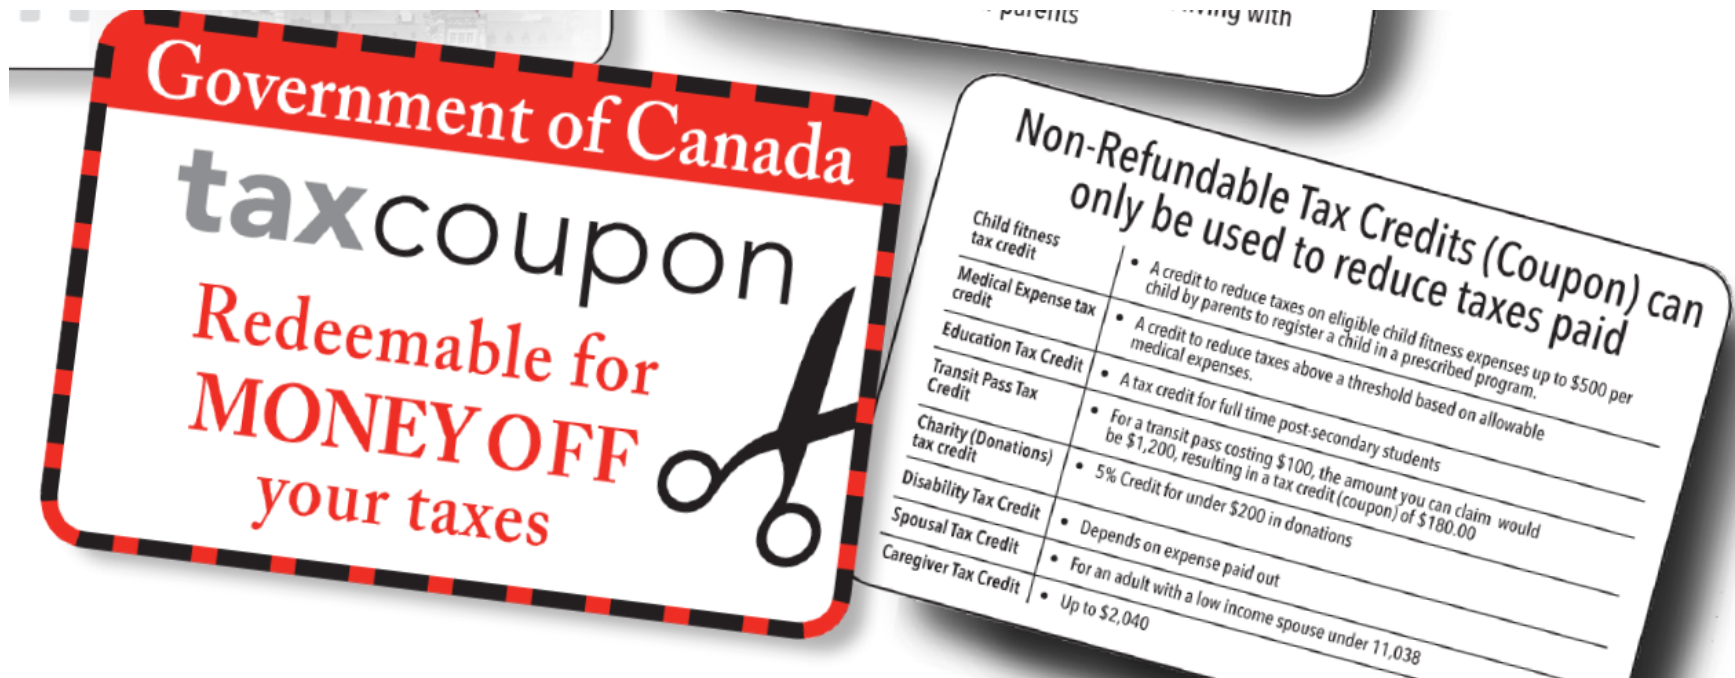 parents
with
Government of Canada
taxcoupon
Redeemable for
MONEY OFF
your taxes
Non-Refundable Tax Credits (Coupon) can
only be used to reduce taxes paid
Child fitness
tax credit
• A credit to reduce taxes on eligible child fitness expenses up to $500 per
child by parents to register a child in a prescribed program.
Medical Expense tax
credit
• A credit to reduce taxes above a threshold based on allowable
medical expenses.
Education Tax Credit
• A tax credit for full time post-secondary students
Transit Pass Tax
Credit
• For a transit pass costing $100, the amount you can claim would
be $1,200, resulting in a tax credit (coupon) of $180.00
Charity (Donations)
tax credit
• 5% Credit for under $200 in donations
Disability Tax Credit
• Depends on expense paid out
Spousal Tax Credit
• For an adult with a low income spouse under 11,038
Caregiver Tax Credit
• Up to $2,040